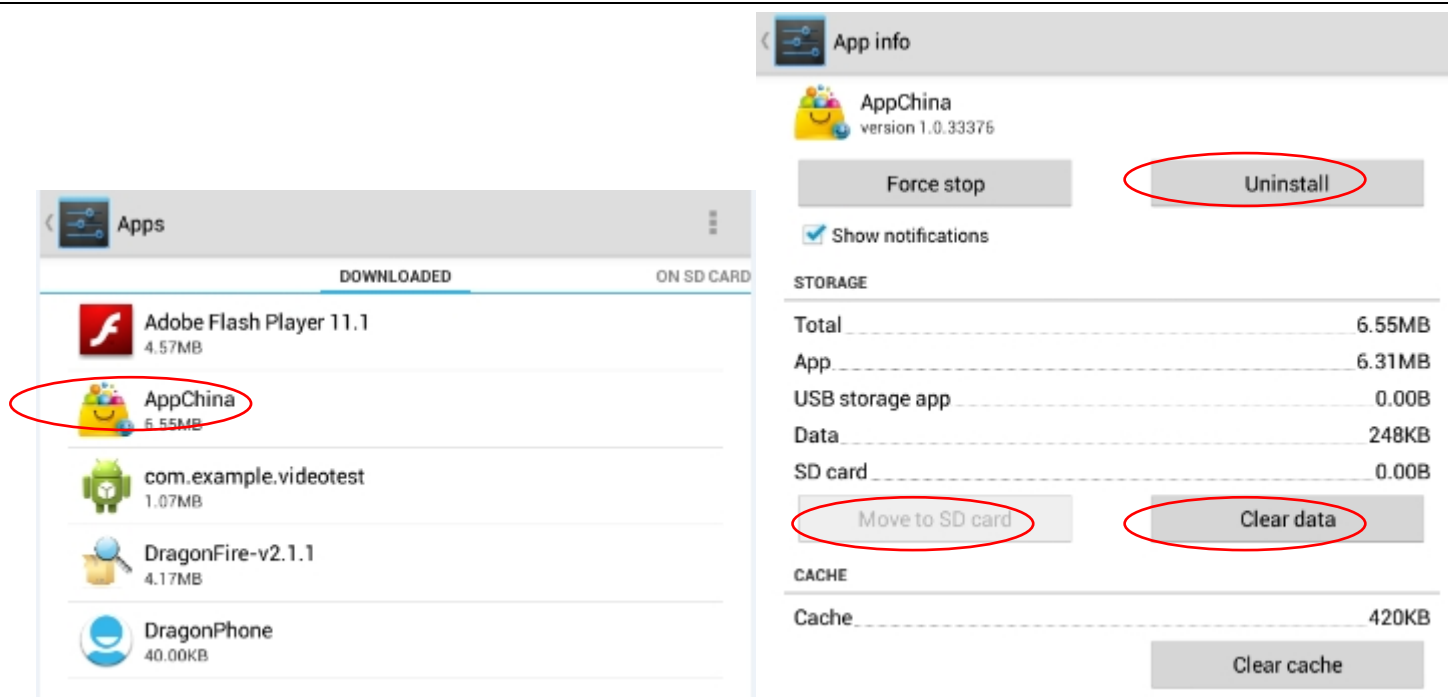 Apps
DOWNLOADED ON SD CARD
Adobe Flash Player 11.1
4.57MB
AppChina
6.55MB
com.example.videotest
1.07MB
DragonFire-v2.1.1
4.17MB
DragonPhone
40.00KB
App info
AppChina
version 1.0.33376
Force stop Uninstall
Show notifications
STORAGE
Total 6.55MB
App 6.31MB
USB storage app 0.00B
Data 248KB
SD card 0.00B
Move to SD card Clear data
CACHE
Cache 420KB
Clear cache